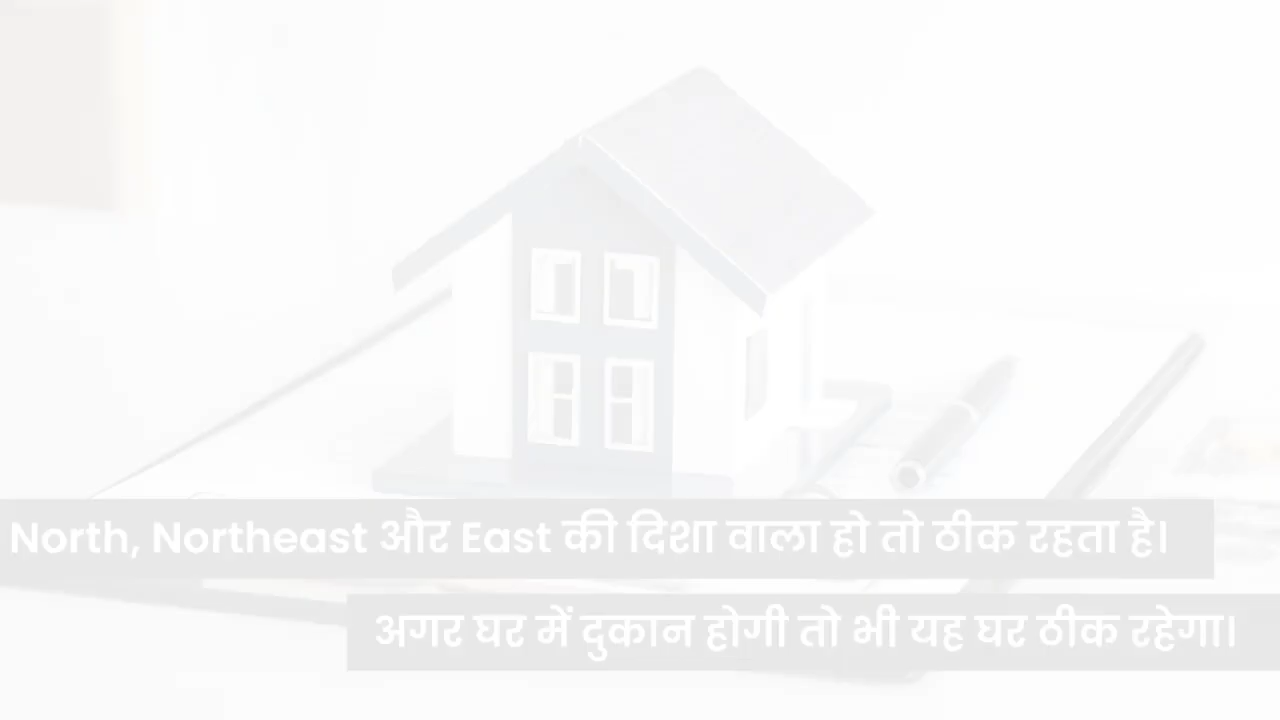 North, Northeast और East की दिशा वाला हो तो ठीक रहता है।
अगर घर में दुकान होगी तो भी यह घर ठीक रहेगा।